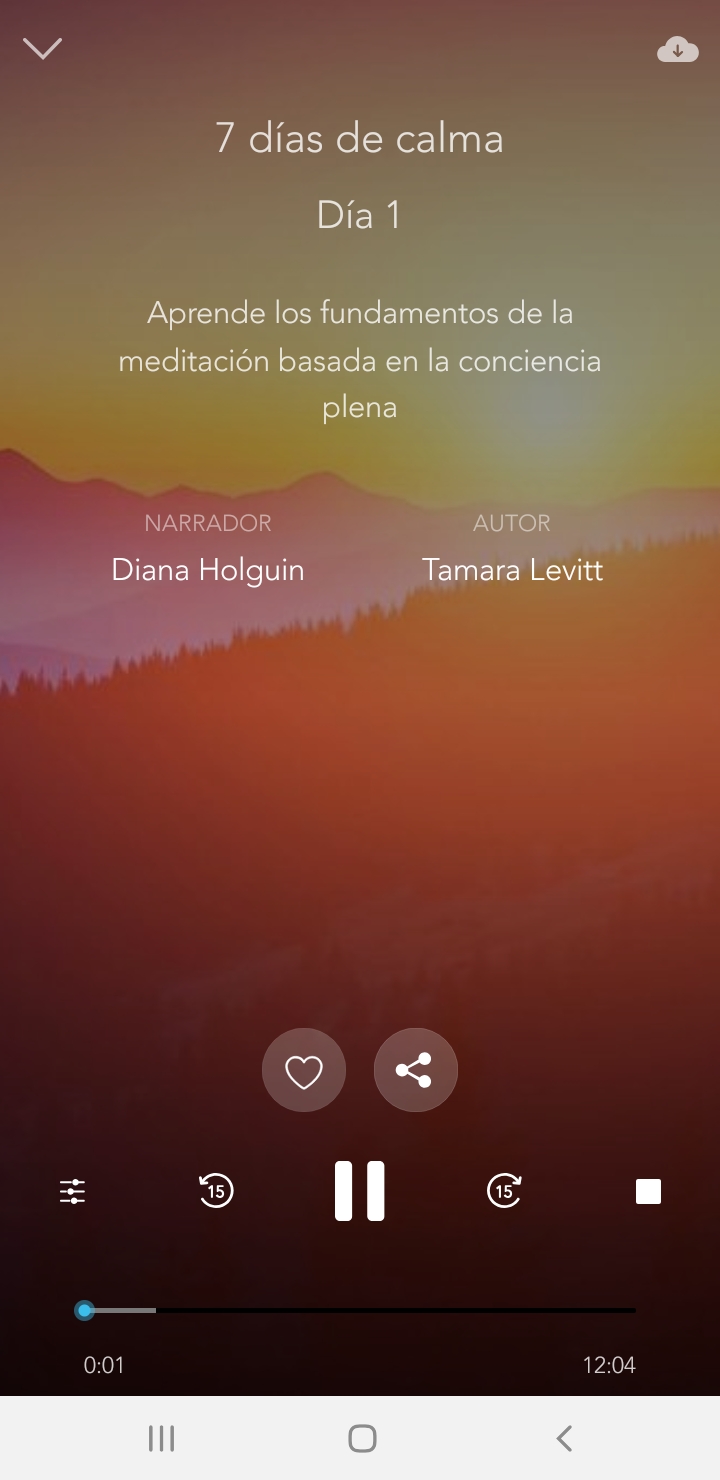 7 días de calma
Día 1
Aprende los fundamentos de la
meditación basada en la conciencia
plena
NARRADOR
Diana Holguin
AUTOR
Tamara Levitt
15
15
0:01
12:04